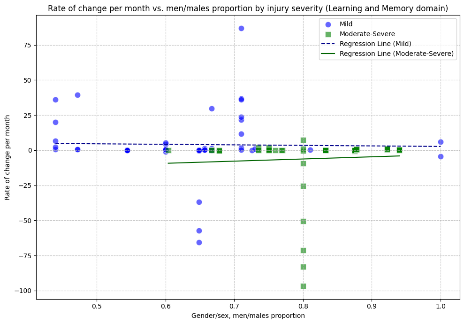 Rate of change per month vs. men/males proportion by injury severity (Learning and Memory domain)
Mild
Moderate-Severe
Regression Line (Mild)
Regression Line (Moderate-Severe)
Rate of change per month
75
50
25
0
−25
−50
−75
−100
0.5
0.6
0.7
0.8
0.9
1.0
Gender/sex, men/males proportion